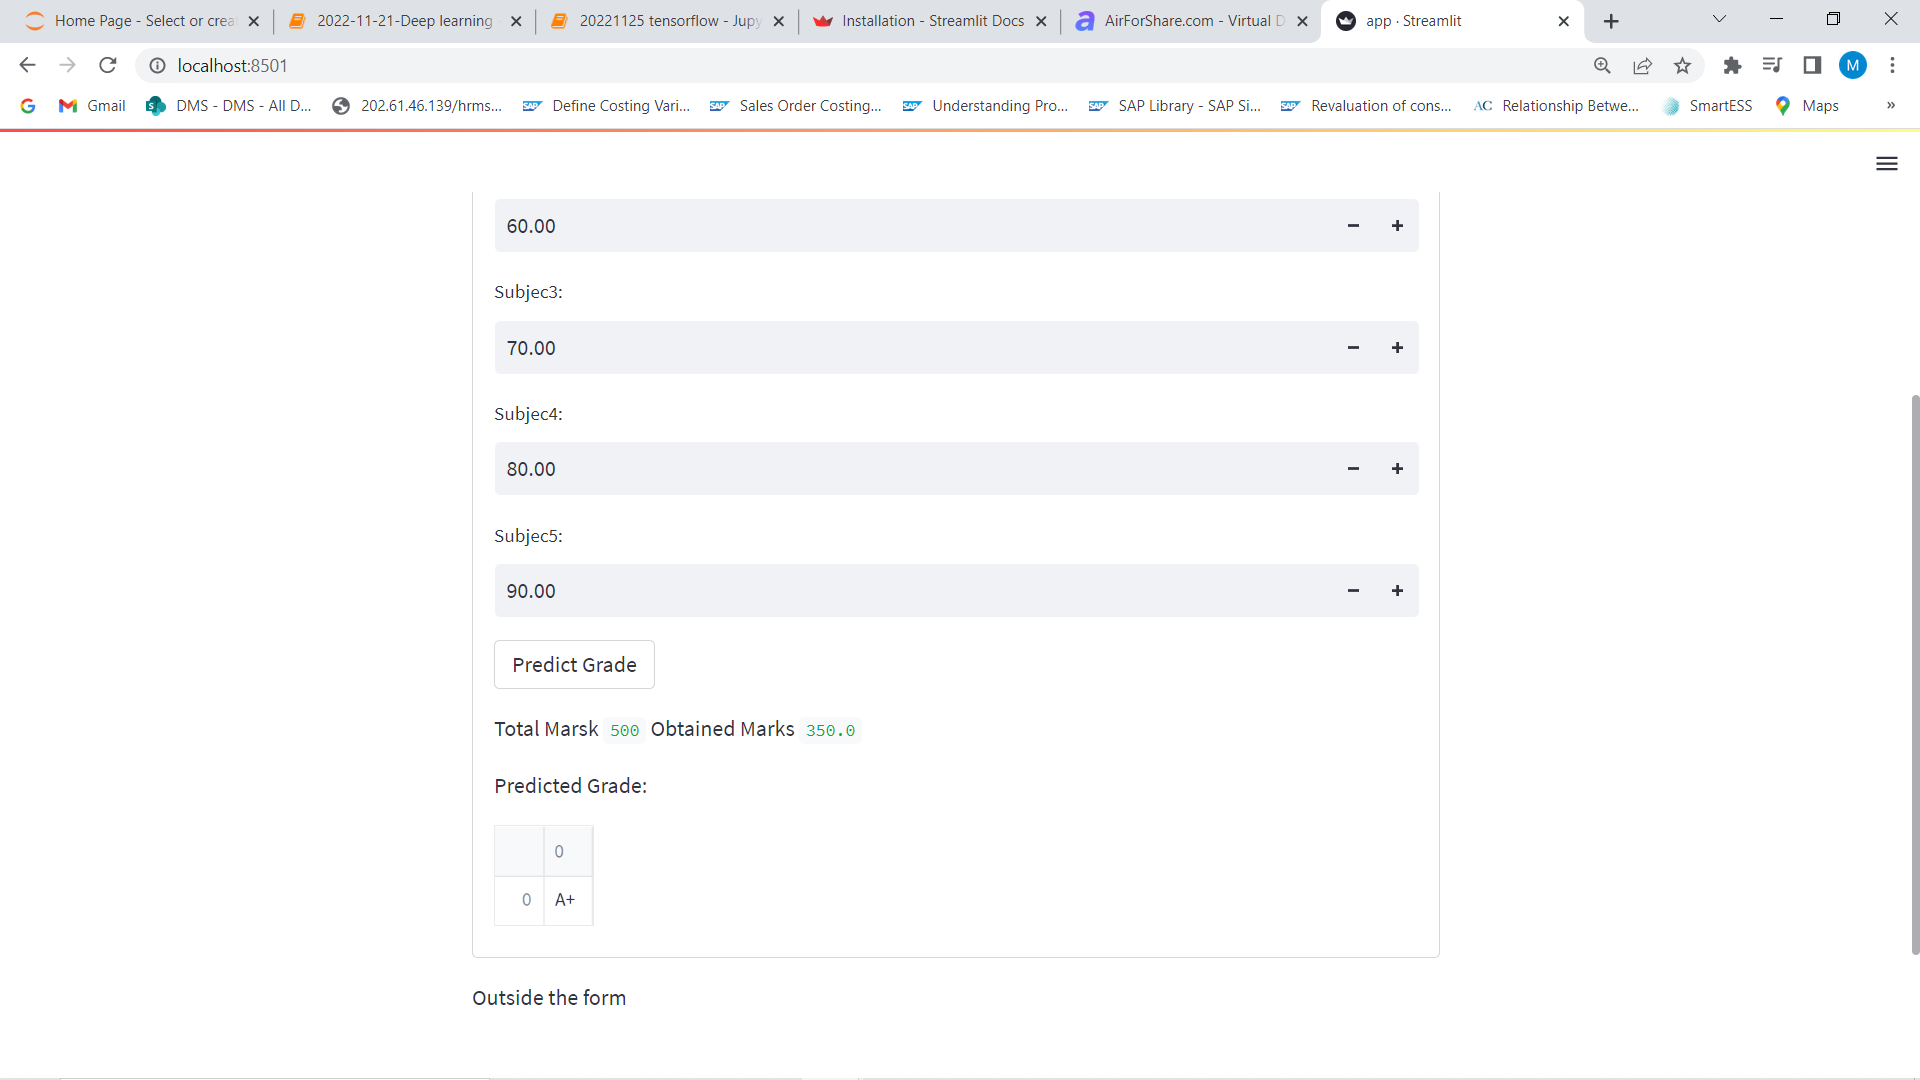 Home Page - Select or crea
2022-11-21-Deep learning
20221125 tensorflow - Jupy
Installation - Streamlit Docs
AirForShare.com - Virtual D
app · Streamlit
localhost:8501
M
Gmail
DMS - DMS - All D...
202.61.46.139/hrms...
Define Costing Vari...
Sales Order Costing...
Understanding Pro...
SAP Library - SAP Si...
Revaluation of cons...
AC Relationship Betwe...
SmartESS
Maps
»
60.00
Subjec3:
70.00
Subjec4:
80.00
Subjec5:
90.00
Predict Grade
Total Marsk 500 Obtained Marks 350.0
Predicted Grade:
0
0 A+
Outside the form